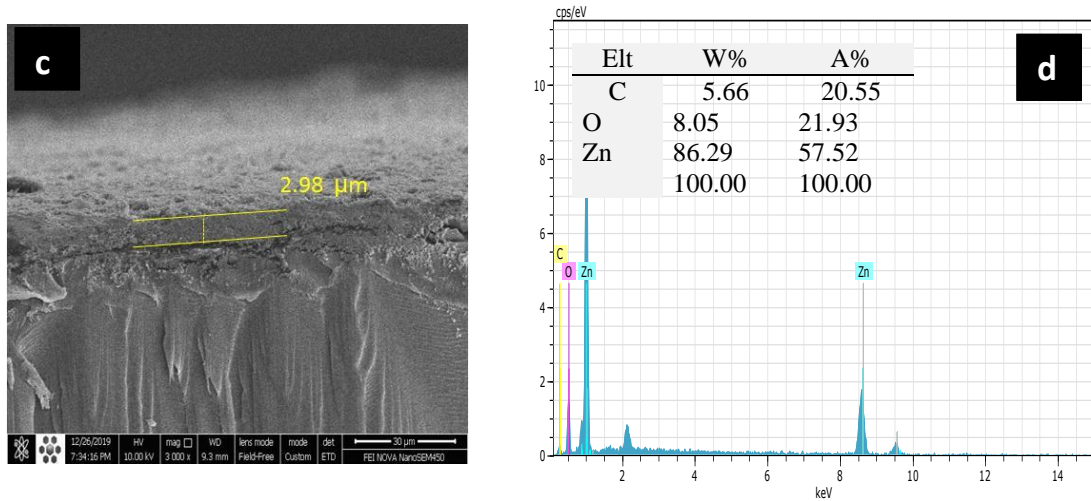 c
2.98 µm
12/26/2019 HV mag WD lens mode mode det 30 µm
7:34:16 PM 10.00 kV 3 000 x 9.3 mm Field-Free Custom ETD FEI NOVA NanoSEM450
cps/eV
d
Elt W% A%
C 5.66 20.55
O 8.05 21.93
Zn 86.29 57.52
100.00 100.00
10
8
6
4
2
0
C
O Zn Zn
2 4 6 8 10 12 14
keV